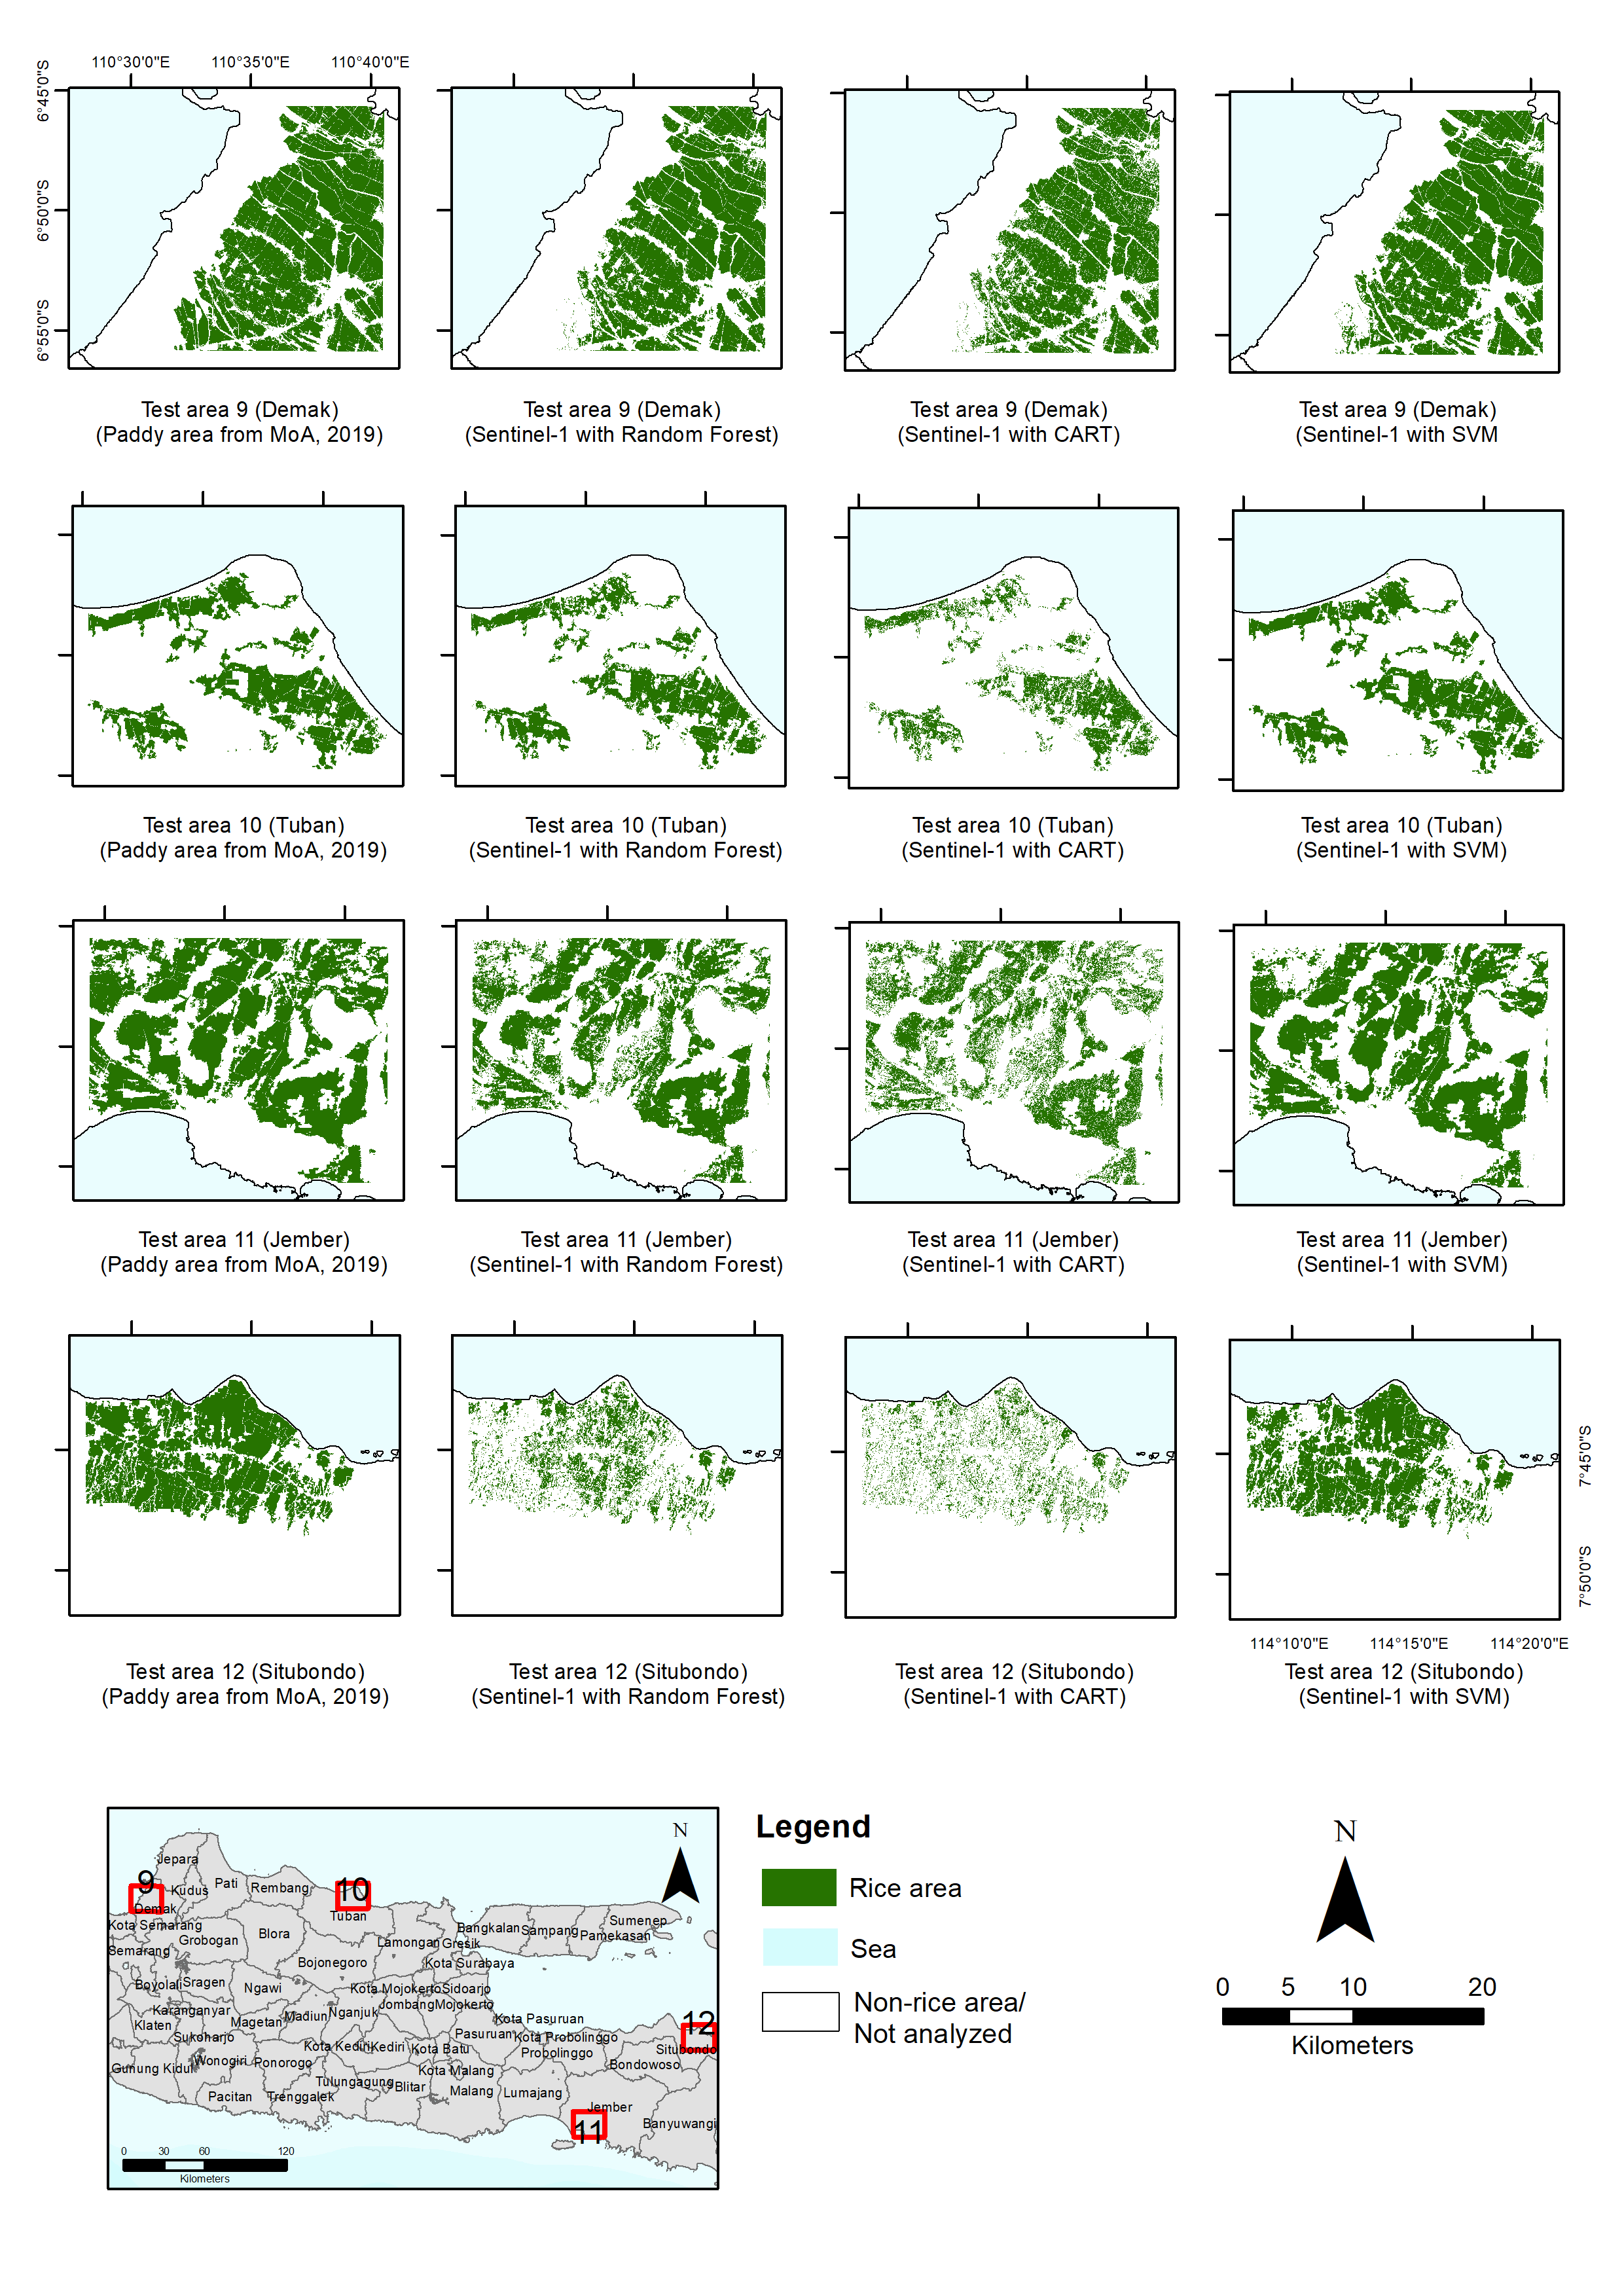 110°30'0"E 110°35'0"E 110°40'0"E
6°45'0"S
6°50'0"S
6°55'0"S
Test area 9 (Demak)
(Paddy area from MoA, 2019)
Test area 9 (Demak)
(Sentinel-1 with Random Forest)
Test area 9 (Demak)
(Sentinel-1 with CART)
Test area 9 (Demak)
(Sentinel-1 with SVM
Test area 10 (Tuban)
(Paddy area from MoA, 2019)
Test area 10 (Tuban)
(Sentinel-1 with Random Forest)
Test area 10 (Tuban)
(Sentinel-1 with CART)
Test area 10 (Tuban)
(Sentinel-1 with SVM)
Test area 11 (Jember)
(Paddy area from MoA, 2019)
Test area 11 (Jember)
(Sentinel-1 with Random Forest)
Test area 11 (Jember)
(Sentinel-1 with CART)
Test area 11 (Jember)
(Sentinel-1 with SVM)
7°45'0"S
7°50'0"S
114°10'0"E 114°15'0"E 114°20'0"E
Test area 12 (Situbondo)
(Paddy area from MoA, 2019)
Test area 12 (Situbondo)
(Sentinel-1 with Random Forest)
Test area 12 (Situbondo)
(Sentinel-1 with CART)
Test area 12 (Situbondo)
(Sentinel-1 with SVM)
N
Jepara
9
Kudus
Pati
Rembang
10
Demak
Tuban
Kota Semarang
Grobogan
Blora
Lamongan
Gresik
Bangkalan
Sampang
Sumenep
Pamekasan
Semarang
Bojonegoro
Kota Surabaya
Boyolali
Sragen
Ngawi
Kota Mojokerto
Sidoarjo
Karanganyar
Klaten
Magetan
Madiun
Nganjuk
Jombang
Mojokerto
Kota Pasuruan
12
Sukoharjo
Pasuruan
Kota Probolinggo
Situbondo
Gunung Kidul
Wonogiri
Ponorogo
Kota Kediri
Kediri
Kota Batu
Probolinggo
Bondowoso
Kota Malang
Tulungagung
Blitar
Malang
Lumajang
Pacitan
Trenggalek
Jember
11
Banyuwangi
0 30 60 120
Kilometers
Legend
Rice area
Sea
Non-rice area/
Not analyzed
N
0 5 10 20
Kilometers